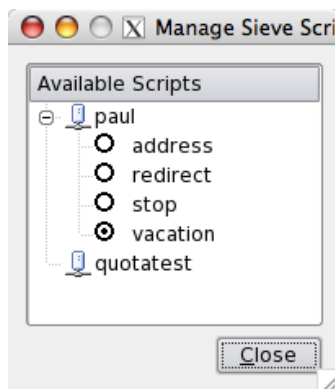 Manage Sieve Scri
Available Scripts
paul
address
redirect
stop
vacation
quotatest
Close